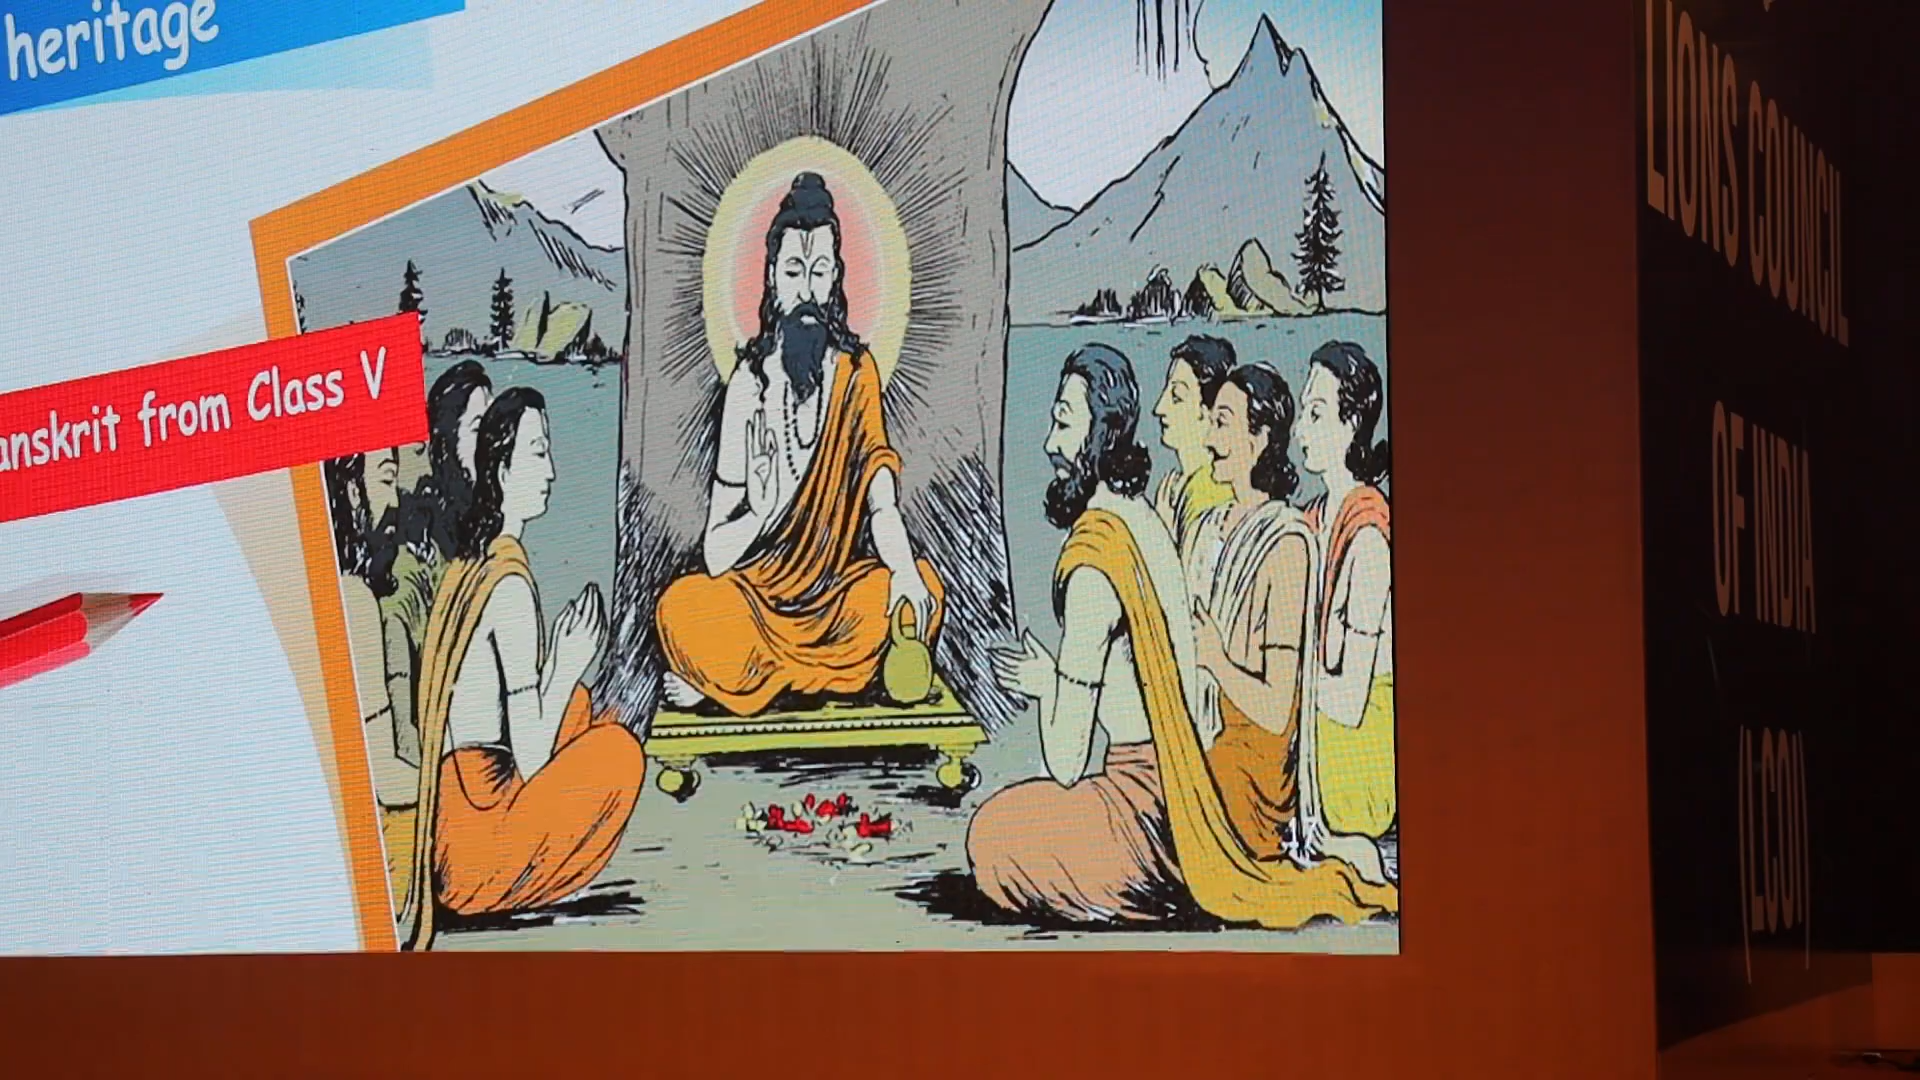 heritage
anskrit from Class V
LIONS COUNCIL
OF INDIA
(LCOI)